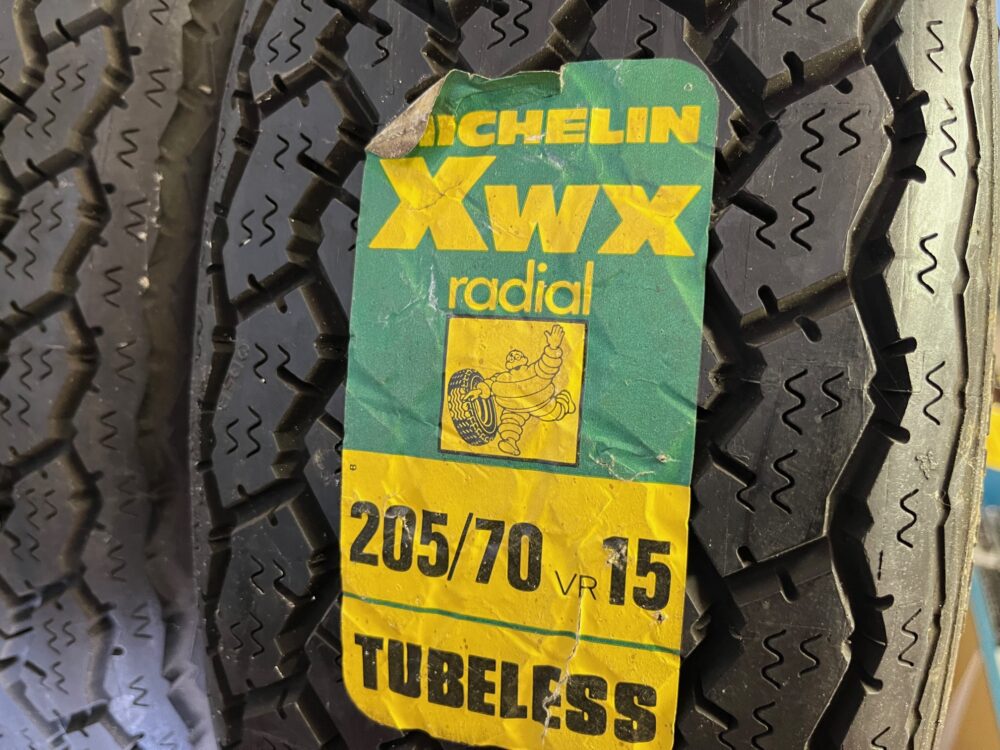 MICHELIN
XWX
radial
B
205/70 VR 15
A
TUBELESS